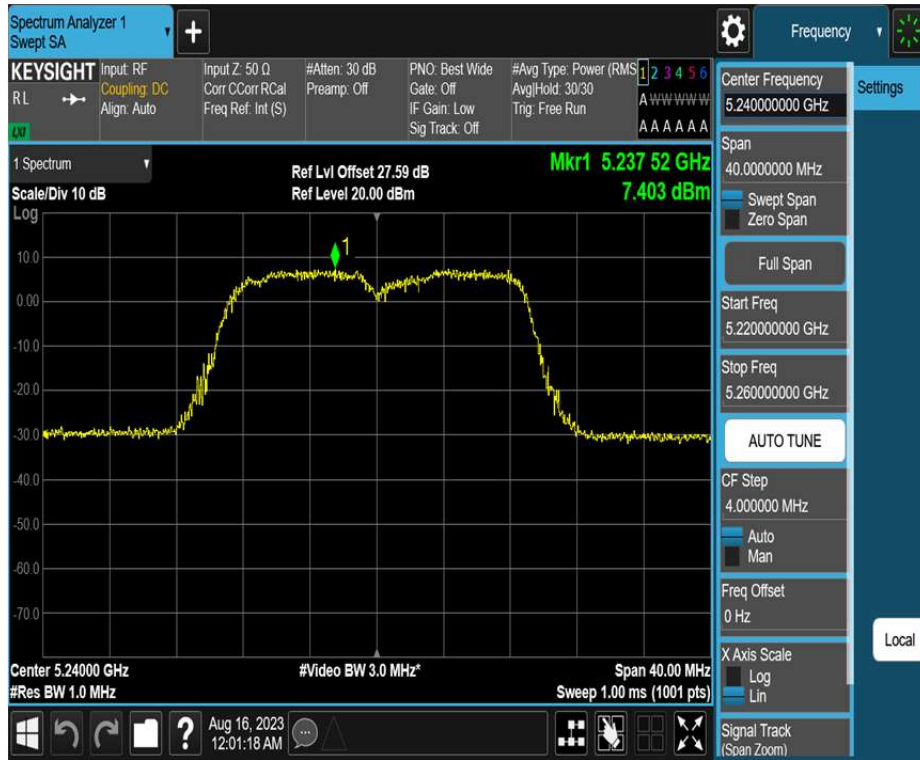 Spectrum Analyzer 1
Swept SA
+
Frequency
KEYSIGHT
RL
LXI
Input: RF
Coupling: DC
Align: Auto
Input Z: 50 Ω
Corr CCorr RCal
Freq Ref: Int (S)
#Atten: 30 dB
Preamp: Off
PNO: Best Wide
Gate: Off
IF Gain: Low
Sig Track: Off
#Avg Type: Power (RMS
Avg|Hold: 30/30
Trig: Free Run
1 2 3 4 5 6
A W W W W W
A A A A A A
1 Spectrum
Scale/Div 10 dB
Ref Lvl Offset 27.59 dB
Ref Level 20.00 dBm
Mkr1 5.237 52 GHz
7.403 dBm
Log
1
10.0
0.00
-10.0
-20.0
-30.0
-40.0
-50.0
-60.0
-70.0
Center 5.24000 GHz
#Res BW 1.0 MHz
#Video BW 3.0 MHz*
Span 40.00 MHz
Sweep 1.00 ms (1001 pts)
?
Aug 16, 2023
12:01:18 AM
Center Frequency
5.240000000 GHz
Span
40.0000000 MHz
Swept Span
Zero Span
Full Span
Start Freq
5.220000000 GHz
Stop Freq
5.260000000 GHz
AUTO TUNE
CF Step
4.000000 MHz
Auto
Man
Freq Offset
0 Hz
X Axis Scale
Log
Lin
Signal Track
(Span Zoom)
Settings
Local